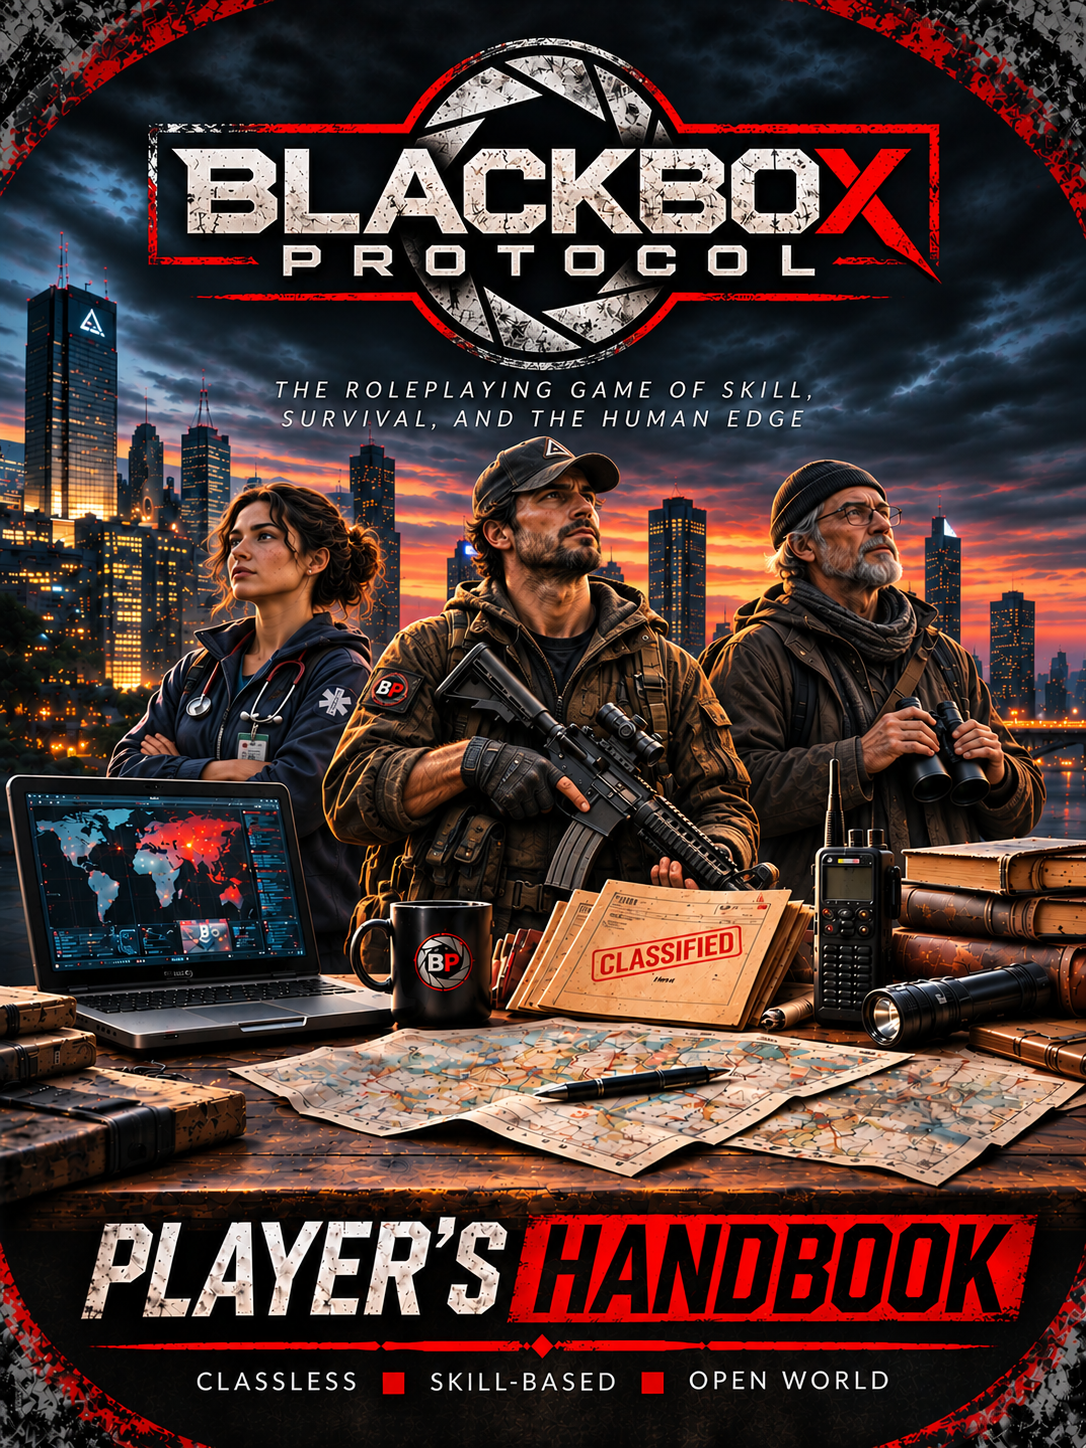 BLACKBOX
PROTOCOL
THE ROLEPLAYING GAME OF SKILL,
SURVIVAL, AND THE HUMAN EDGE
BP
BP
CLASSIFIED
PLAYER'S HANDBOOK
CLASSLESS ■ SKILL-BASED ■ OPEN WORLD